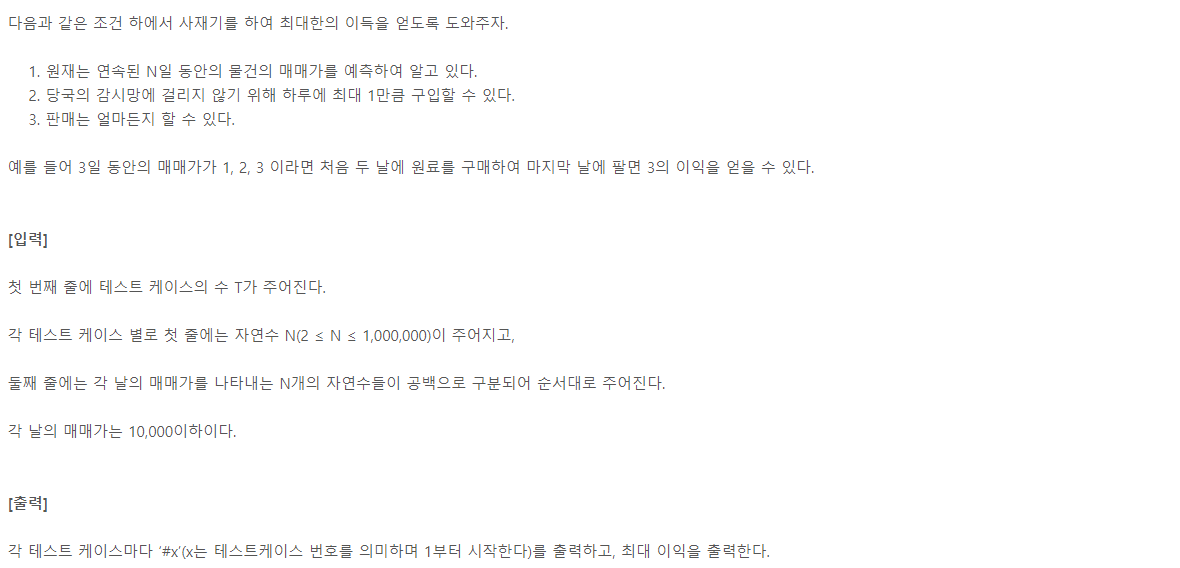 다음과 같은 조건 하에서 사재기를 하여 최대한의 이득을 얻도록 도와주자.
1. 원재는 연속된 N일 동안의 물건의 매매가를 예측하여 알고 있다.
2. 당국의 감시망에 걸리지 않기 위해 하루에 최대 1만큼 구입할 수 있다.
3. 판매는 얼마든지 할 수 있다.
예를 들어 3일 동안의 매매가가 1, 2, 3 이라면 처음 두 날에 원료를 구매하여 마지막 날에 팔면 3의 이익을 얻을 수 있다.
[입력]
첫 번째 줄에 테스트 케이스의 수 T가 주어진다.
각 테스트 케이스 별로 첫 줄에는 자연수 N(2 ≤ N ≤ 1,000,000)이 주어지고,
둘째 줄에는 각 날의 매매가를 나타내는 N개의 자연수들이 공백으로 구분되어 순서대로 주어진다.
각 날의 매매가는 10,000이하이다.
[출력]
각 테스트 케이스마다 ‘#x’(x는 테스트케이스 번호를 의미하며 1부터 시작한다)를 출력하고, 최대 이익을 출력한다.